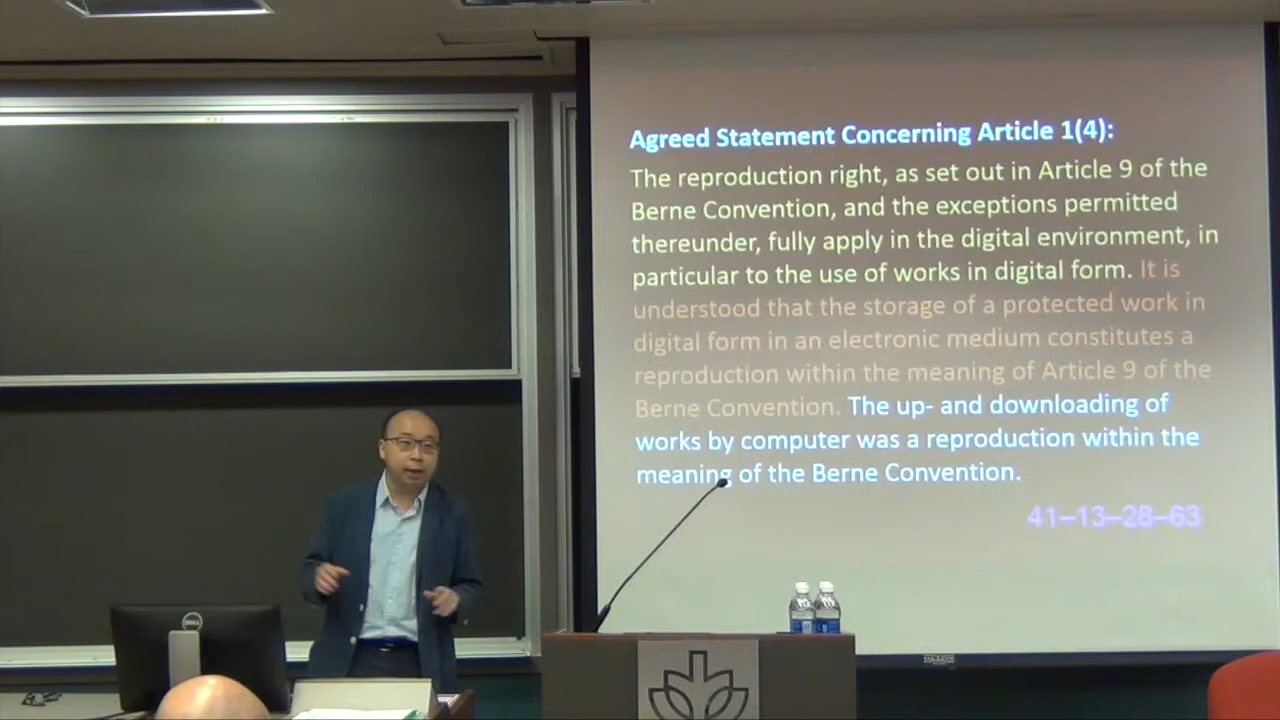 Agreed Statement Concerning Article 1(4):
The reproduction right, as set out in Article 9 of the
Berne Convention, and the exceptions permitted
thereunder, fully apply in the digital environment, in
particular to the use of works in digital form. It is
understood that the storage of a protected work in
digital form in an electronic medium constitutes a
reproduction within the meaning of Article 9 of the
Berne Convention. The up- and downloading of
works by computer was a reproduction within the
meaning of the Berne Convention.
41–13–28–63
DELL